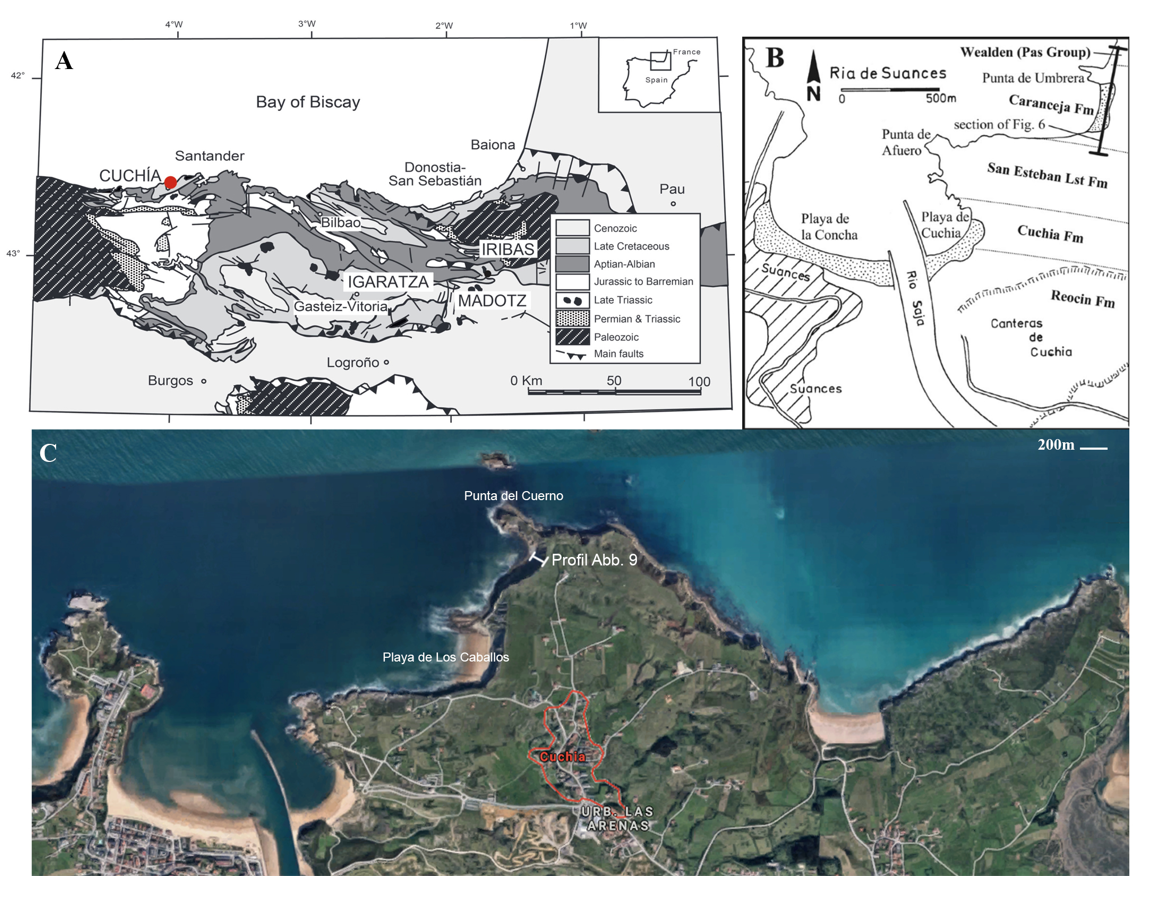 4°W
3°W
2°W
1°W
A
42°
43°
France
Spain
Bay of Biscay
Baiona
Santander
CUCHÍA
Donostia-
San Sebastián
Pau
Bilbao
IRIBAS
IGARATZA
MADOTZ
Gasteiz-Vitoria
Logroño
Burgos
Cenozoic
Late Cretaceous
Aptian-Albian
Jurassic to Barremian
Late Triassic
Permian & Triassic
Paleozoic
Main faults
0 Km 50 100
B
N
Ria de Suances
0 500m
Wealden (Pas Group)
Punta de Umbrera
Caranceja Fm
section of Fig. 6
Punta de
Afuero
San Esteban Lst Fm
Playa de
la Concha
Playa de
Cuchia
Cuchia Fm
Suances
Rio Saja
Reocin Fm
Canteras
de
Cuchia
Suances
C
200m
Punta del Cuerno
Profil Abb. 9
Playa de Los Caballos
Cuchía
URB. LAS
ARENAS